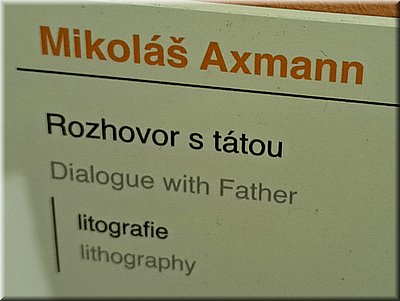 Mikoláš Axmann
Rozhovor s tátou
Dialogue with Father
litografie
lithography